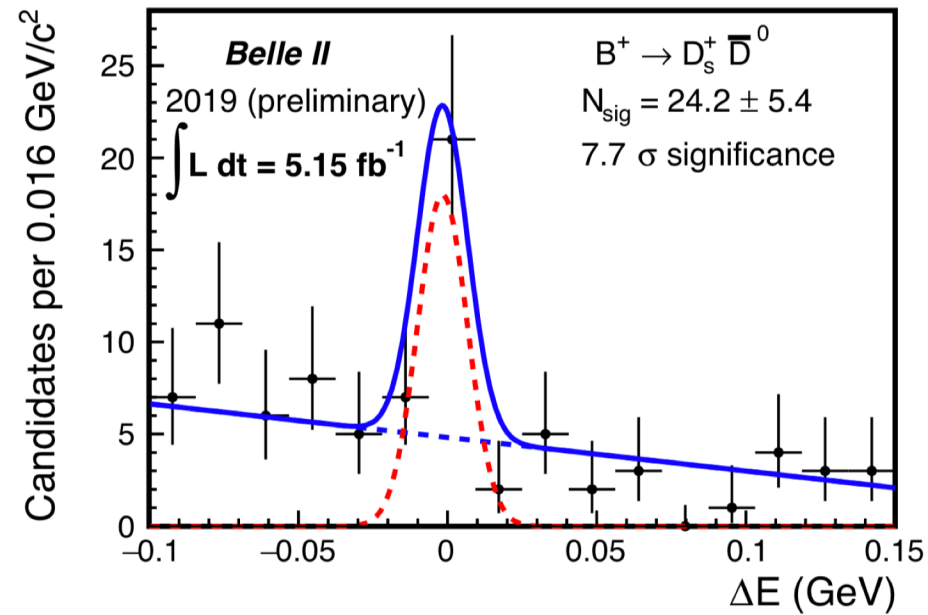 Candidates per 0.016 GeV/c²
Belle II
2019 (preliminary)
∫L dt = 5.15 fb⁻¹
B⁺ → Dₛ⁺ D̅⁰
N_sig = 24.2 ± 5.4
7.7 σ significance
25
20
15
10
5
0
−0.1 −0.05 0 0.05 0.1 0.15
ΔE (GeV)